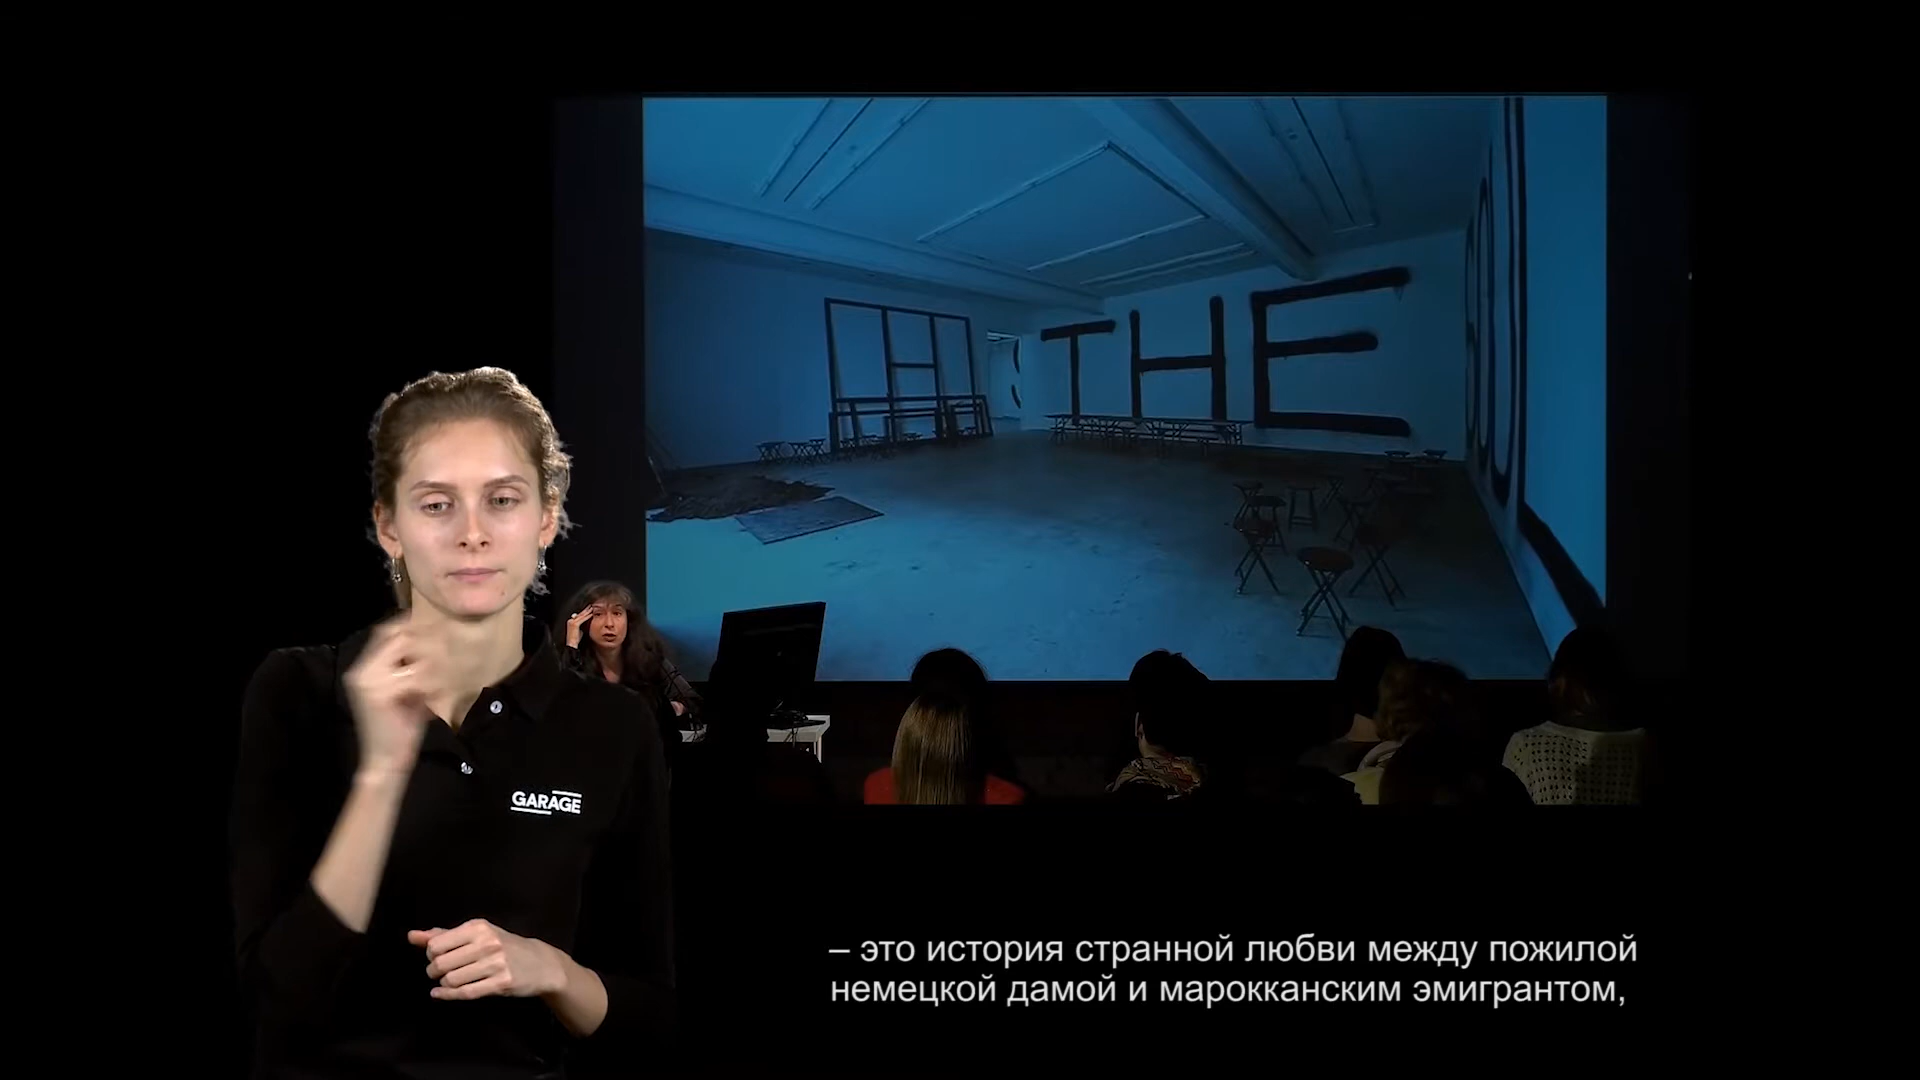 THE
GARAGE
– это история странной любви между пожилой
немецкой дамой и марокканским эмигрантом,